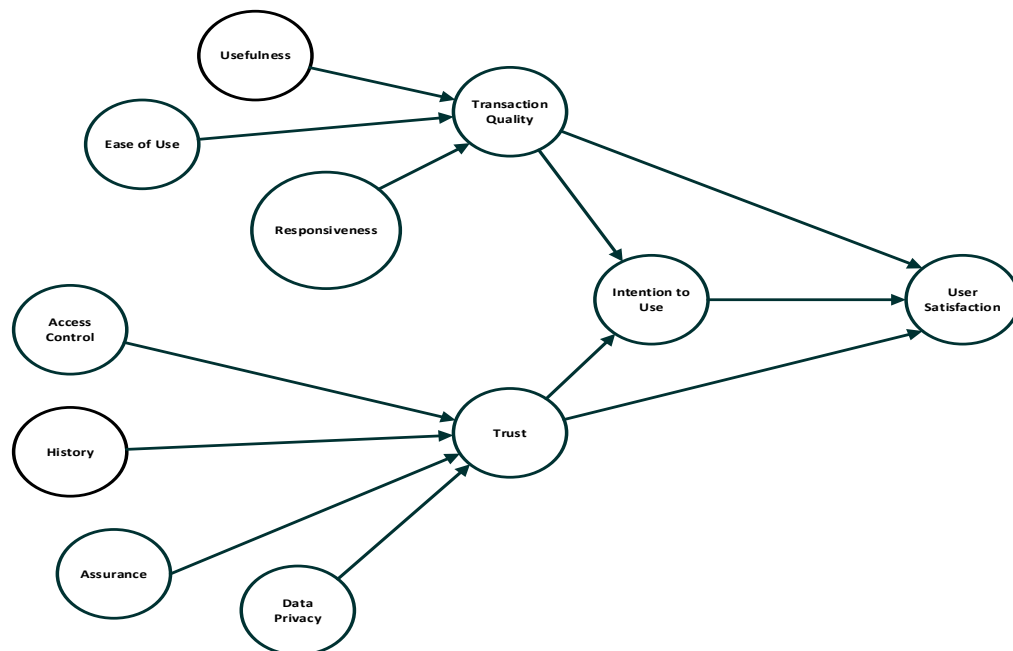 Usefulness
Transaction
Quality
Ease of Use
Responsiveness
Intention to
Use
User
Satisfaction
Access
Control
Trust
History
Assurance
Data
Privacy